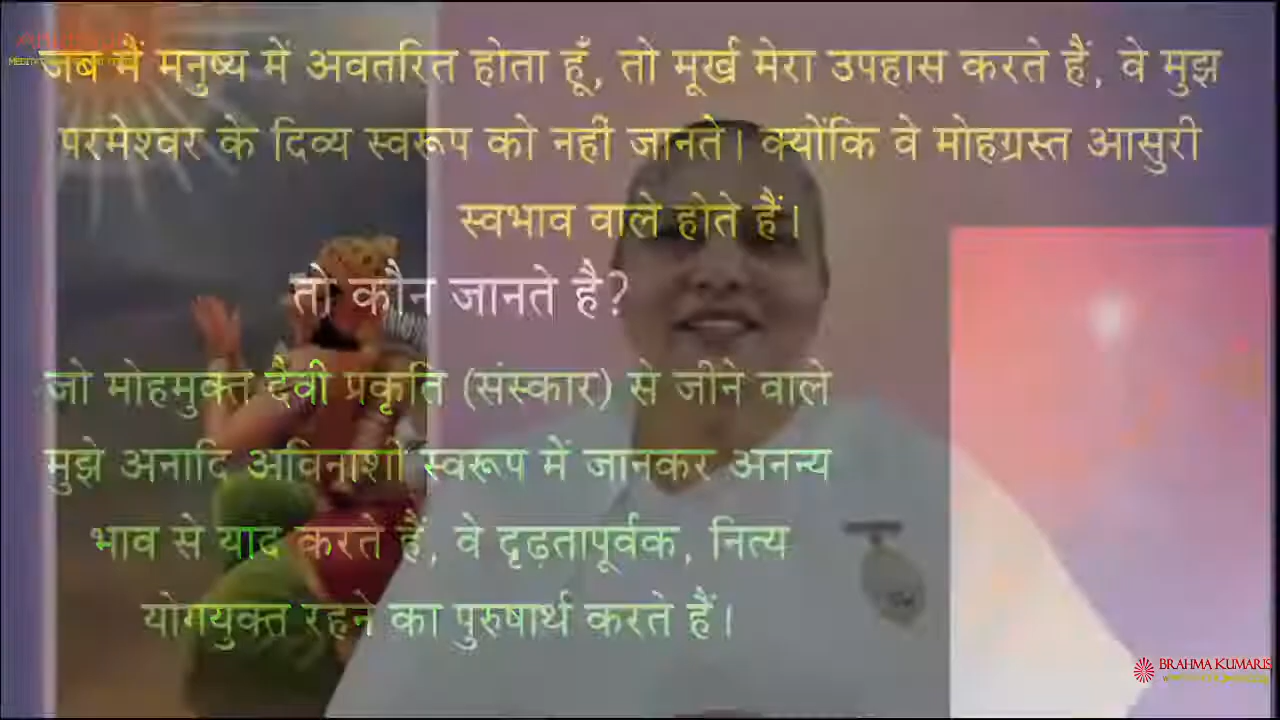 जब मैं मनुष्य में अवतरित होता हूँ, तो मूर्ख मेरा उपहास करते हैं, वे मुझ
परमेश्वर के दिव्य स्वरूप को नहीं जानते। क्योंकि वे मोहग्रस्त आसुरी
स्वभाव वाले होते हैं।
तो कौन जानते है?
जो मोहमुक्त दैवी प्रकृति (संस्कार) से जीने वाले
मुझे अनादि अविनाशी स्वरूप में जानकर अनन्य
भाव से याद करते हैं, वे दृढ़तापूर्वक, नित्य
योगयुक्त रहने का पुरुषार्थ करते हैं।
BRAHMA KUMARIS